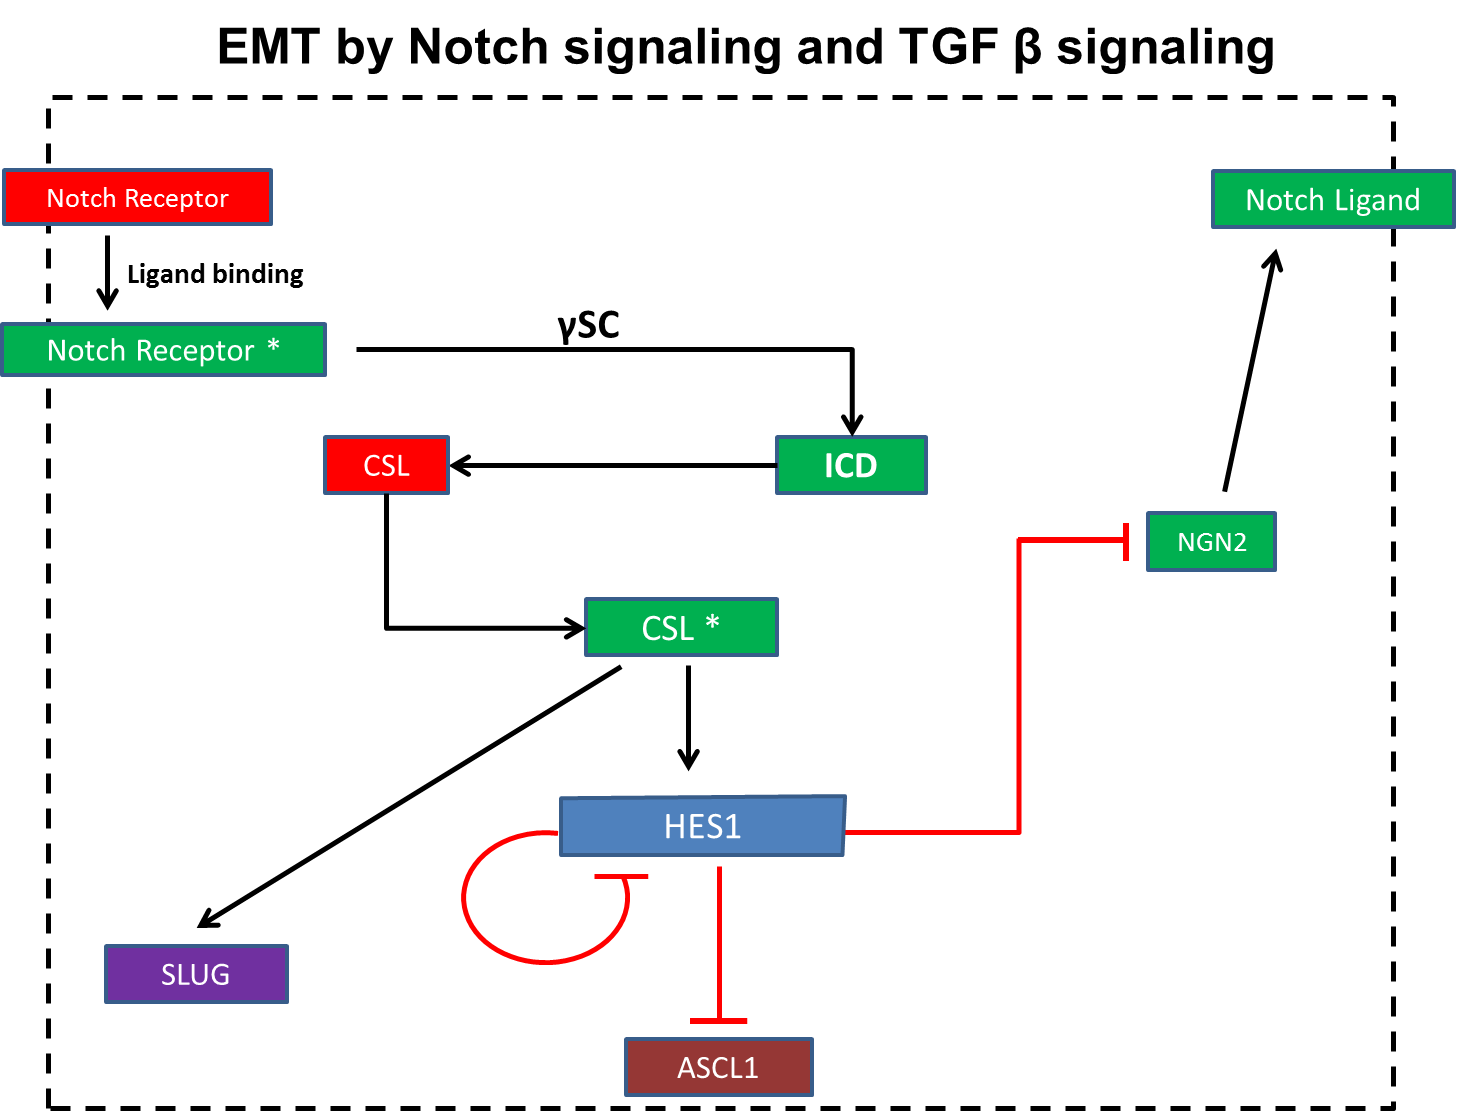 EMT by Notch signaling and TGF β signaling
Notch Receptor
Notch Ligand
Ligand binding
γSC
Notch Receptor *
CSL
ICD
NGN2
CSL *
HES1
SLUG
ASCL1